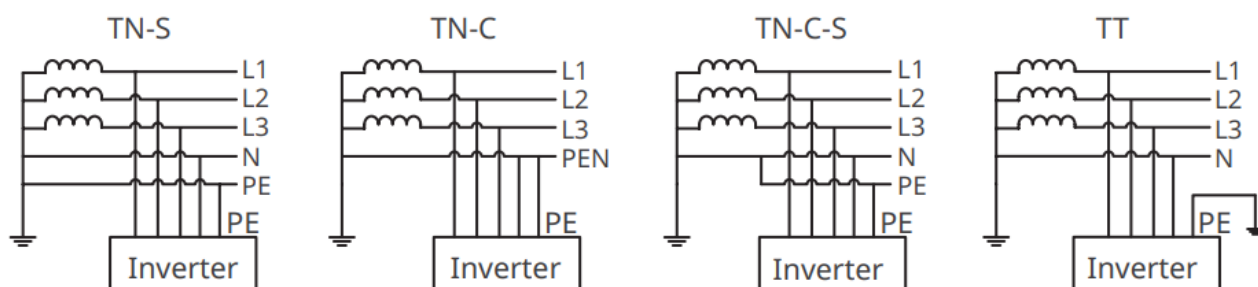 TN-S TN-C TN-C-S TT
L1 L1 L1 L1
L2 L2 L2 L2
L3 L3 L3 L3
N PEN N N
PE PE
PE PE PE PE
Inverter Inverter Inverter Inverter